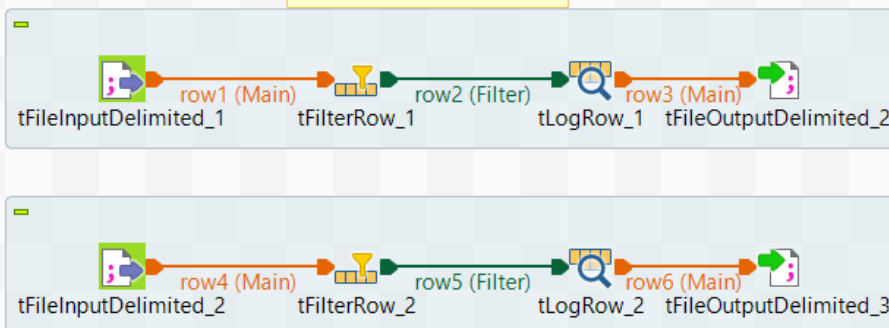 row1 (Main)
row2 (Filter)
row3 (Main)
tFileInputDelimited_1
tFilterRow_1
tLogRow_1
tFileOutputDelimited_2
row4 (Main)
row5 (Filter)
row6 (Main)
tFileInputDelimited_2
tFilterRow_2
tLogRow_2
tFileOutputDelimited_3